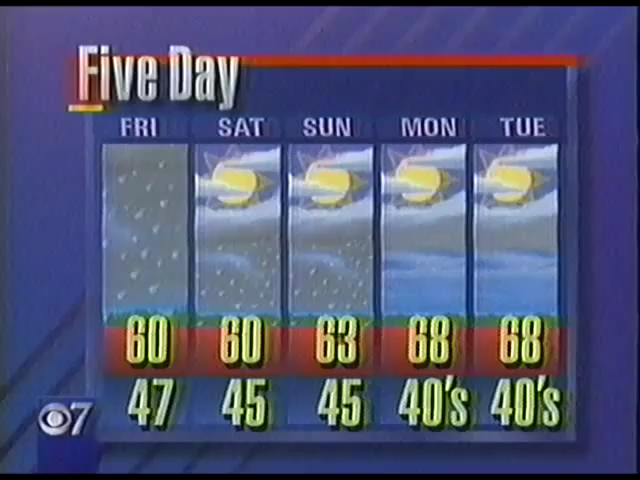 Five Day
FRI SAT SUN MON TUE
60 60 63 68 68
47 45 45 40's 40's
7